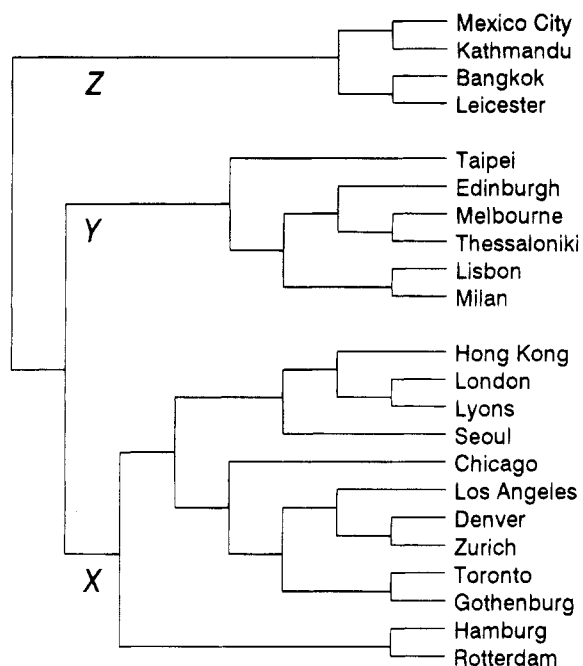 Mexico City
Kathmandu
Bangkok
Z
Leicester
Taipei
Edinburgh
Melbourne
Y
Thessaloniki
Lisbon
Milan
Hong Kong
London
Lyons
Seoul
Chicago
Los Angeles
Denver
Zurich
Toronto
X
Gothenburg
Hamburg
Rotterdam